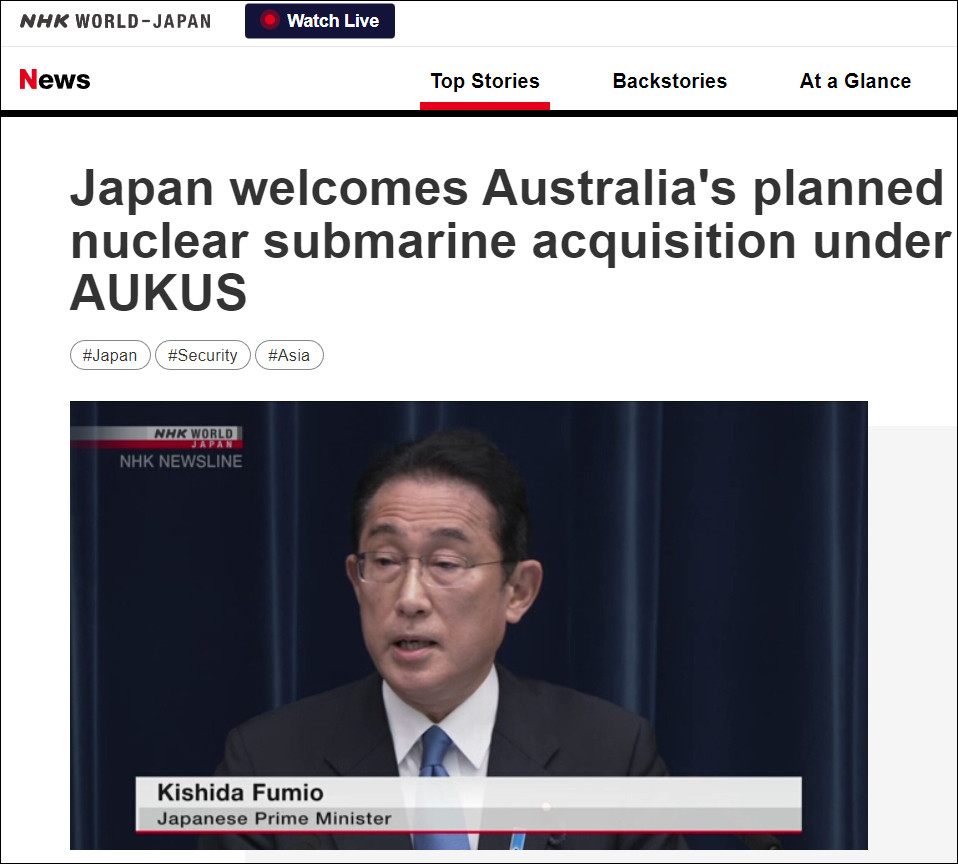 NHK WORLD-JAPAN
Watch Live
News
Top Stories
Backstories
At a Glance
Japan welcomes Australia's planned
nuclear submarine acquisition under
AUKUS
#Japan
#Security
#Asia
NHK WORLD
JAPAN
NHK NEWSLINE
Kishida Fumio
Japanese Prime Minister